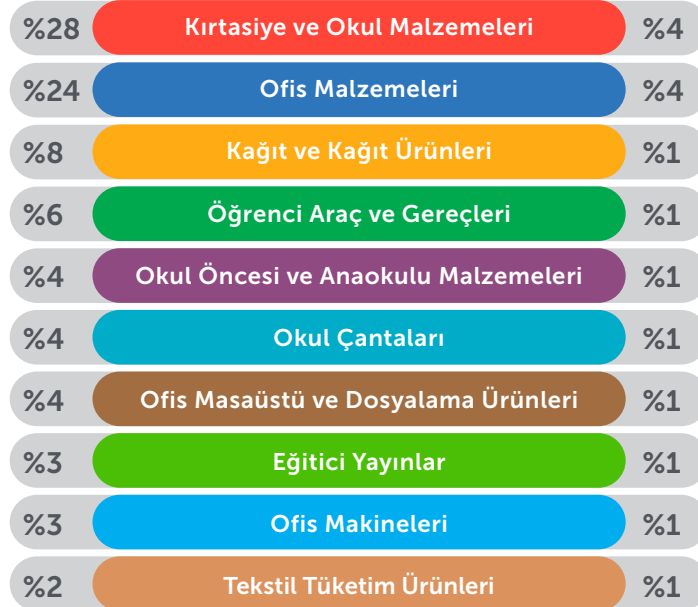 %28 Kırtasiye ve Okul Malzemeleri %4
%24 Ofis Malzemeleri %4
%8 Kağıt ve Kağıt Ürünleri %1
%6 Öğrenci Araç ve Gereçleri %1
%4 Okul Öncesi ve Anaokulu Malzemeleri %1
%4 Okul Çantaları %1
%4 Ofis Masaüstü ve Dosyalama Ürünleri %1
%3 Eğitici Yayınlar %1
%3 Ofis Makineleri %1
%2 Tekstil Tüketim Ürünleri %1